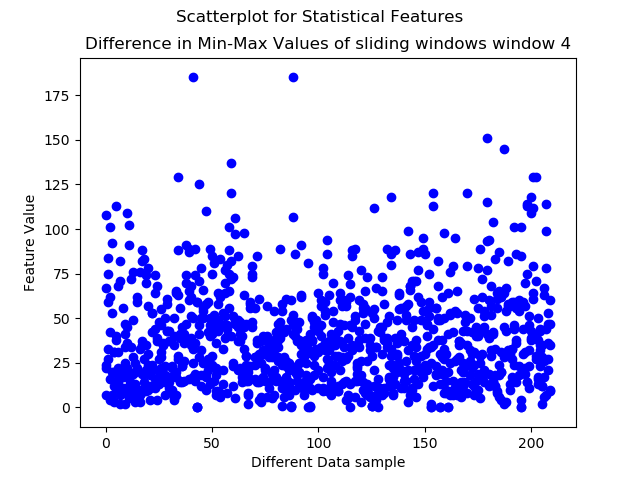 Scatterplot for Statistical Features
Difference in Min-Max Values of sliding windows window 4
175
150
125
100
75
50
25
0
Feature Value
0 50 100 150 200
Different Data sample